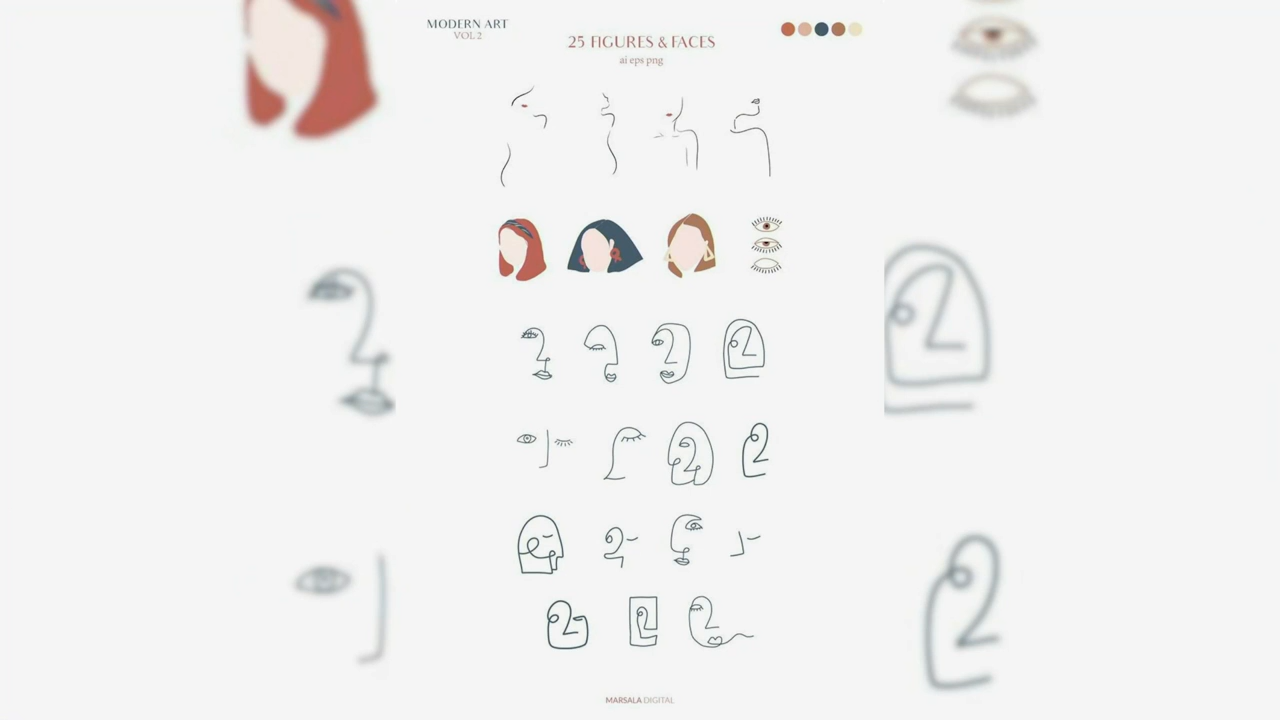 MODERN ART
VOL 2
25 FIGURES & FACES
ai eps png
MARSALA DIGITAL